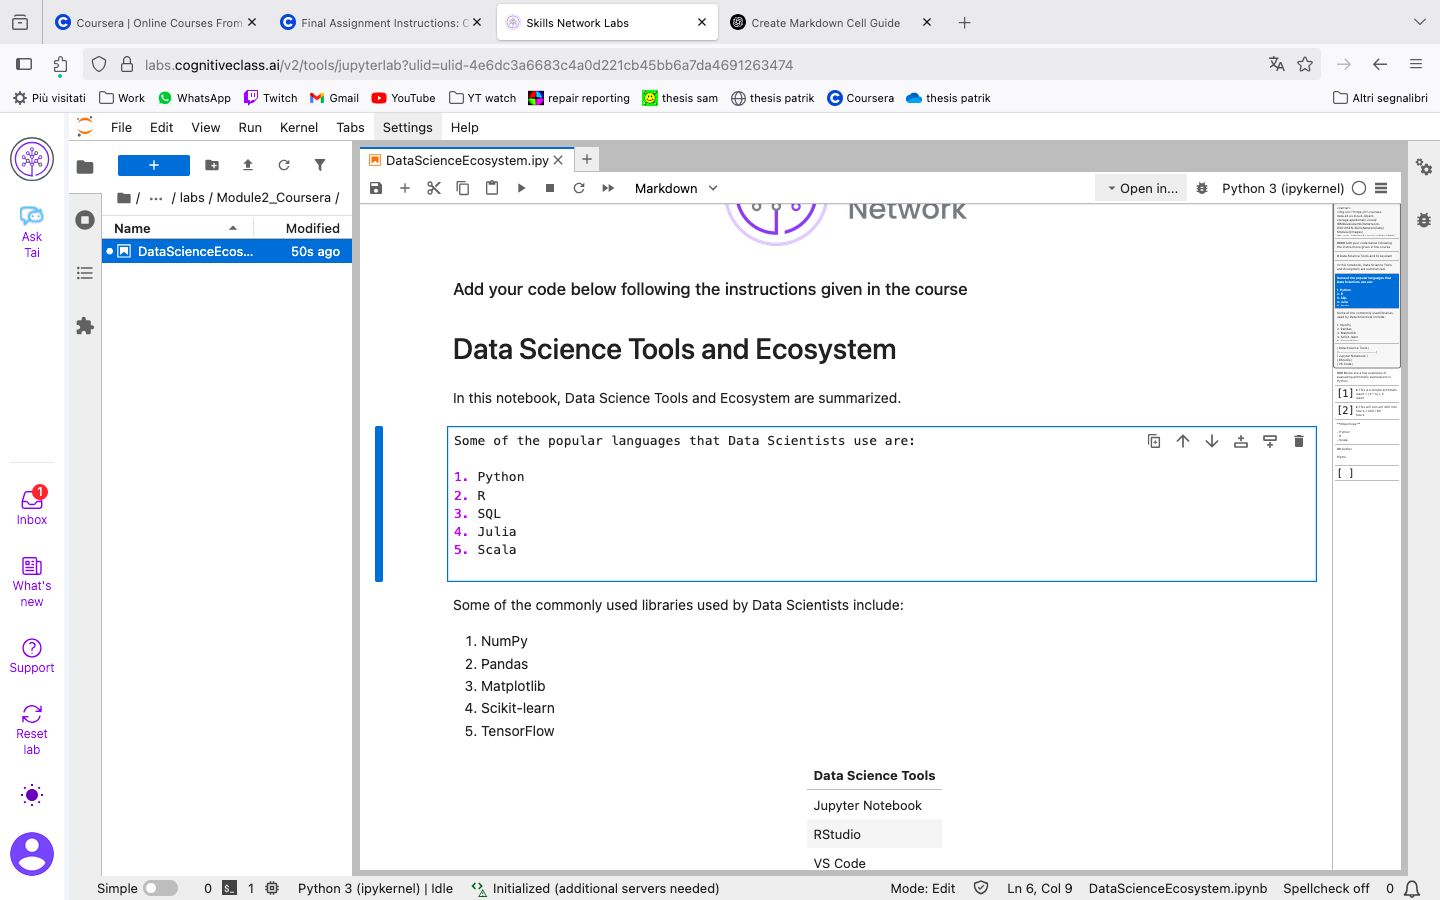 Coursera | Online Courses From
Final Assignment Instructions: C
Skills Network Labs
Create Markdown Cell Guide
labs.cognitiveclass.ai/v2/tools/jupyterlab?ulid=ulid-4e6dc3a6683c4a0d221cb45bb6a7da4691263474
Più visitati
Work
WhatsApp
Twitch
Gmail
YouTube
YT watch
repair reporting
thesis sam
thesis patrik
Coursera
thesis patrik
Altri segnalibri
File
Edit
View
Run
Kernel
Tabs
Settings
Help
Ask
Tai
Inbox
1
What's
new
Support
Reset
lab
/ ··· / labs / Module2_Coursera /
Name
Modified
DataScienceEcos...
50s ago
DataScienceEcosystem.ipy
Markdown
Open in...
Python 3 (ipykernel)
Network
Add your code below following the instructions given in the course
Data Science Tools and Ecosystem
In this notebook, Data Science Tools and Ecosystem are summarized.
Some of the popular languages that Data Scientists use are:
1. Python
2. R
3. SQL
4. Julia
5. Scala
Some of the commonly used libraries used by Data Scientists include:
1. NumPy
2. Pandas
3. Matplotlib
4. Scikit-learn
5. TensorFlow
Data Science Tools
Jupyter Notebook
RStudio
VS Code
[1]
[2]
[ ]
Simple
0
1
Python 3 (ipykernel) | Idle
Initialized (additional servers needed)
Mode: Edit
Ln 6, Col 9
DataScienceEcosystem.ipynb
Spellcheck off
0